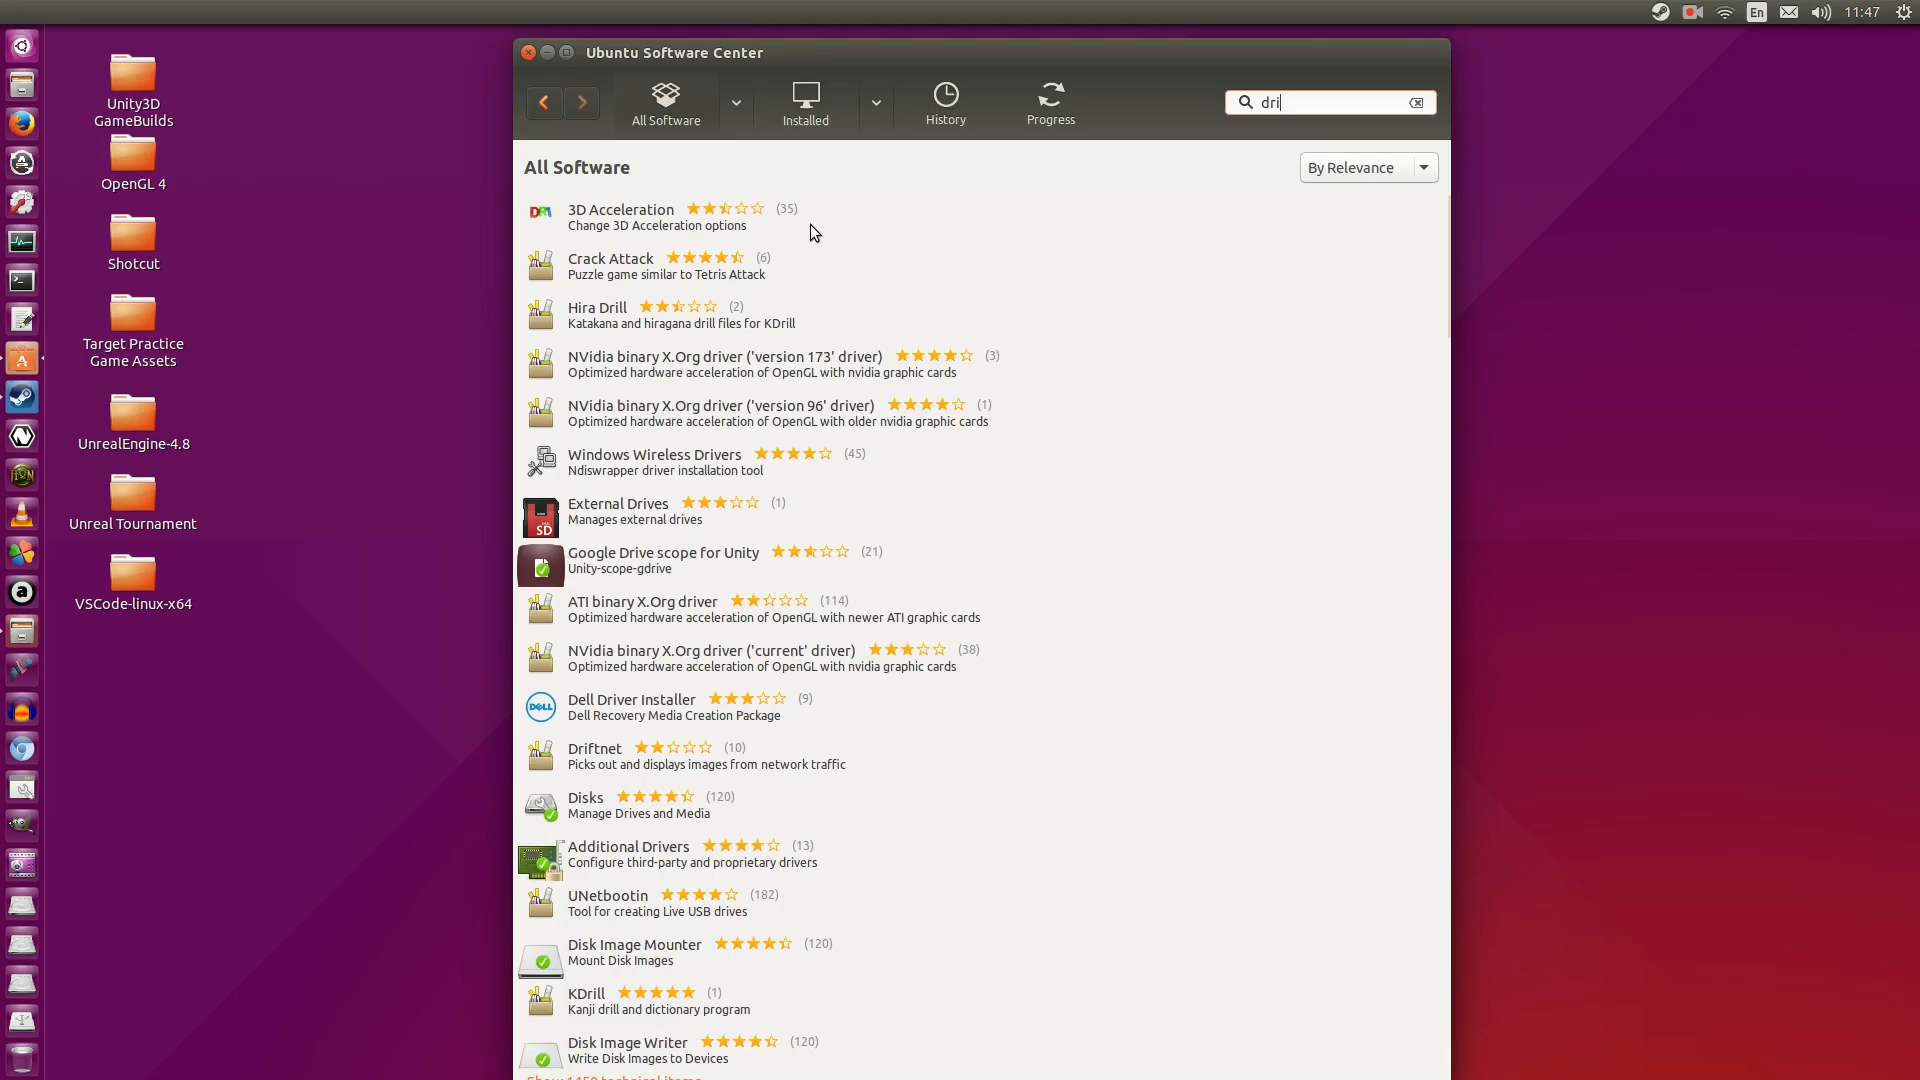 En
11:47
Unity3D
GameBuilds
OpenGL 4
Shotcut
Target Practice
Game Assets
UnrealEngine-4.8
Unreal Tournament
VSCode-linux-x64
Ubuntu Software Center
All Software
Installed
History
Progress
dri
All Software
By Relevance
DRI
3D Acceleration (35)
Change 3D Acceleration options
Crack Attack (6)
Puzzle game similar to Tetris Attack
Hira Drill (2)
Katakana and hiragana drill files for KDrill
NVidia binary X.Org driver ('version 173' driver) (3)
Optimized hardware acceleration of OpenGL with nvidia graphic cards
NVidia binary X.Org driver ('version 96' driver) (1)
Optimized hardware acceleration of OpenGL with older nvidia graphic cards
Windows Wireless Drivers (45)
Ndiswrapper driver installation tool
SD
External Drives (1)
Manages external drives
Google Drive scope for Unity (21)
Unity-scope-gdrive
ATI binary X.Org driver (114)
Optimized hardware acceleration of OpenGL with newer ATI graphic cards
NVidia binary X.Org driver ('current' driver) (38)
Optimized hardware acceleration of OpenGL with nvidia graphic cards
DELL
Dell Driver Installer (9)
Dell Recovery Media Creation Package
Driftnet (10)
Picks out and displays images from network traffic
Disks (120)
Manage Drives and Media
Additional Drivers (13)
Configure third-party and proprietary drivers
UNetbootin (182)
Tool for creating Live USB drives
Disk Image Mounter (120)
Mount Disk Images
KDrill (1)
Kanji drill and dictionary program
Disk Image Writer (120)
Write Disk Images to Devices